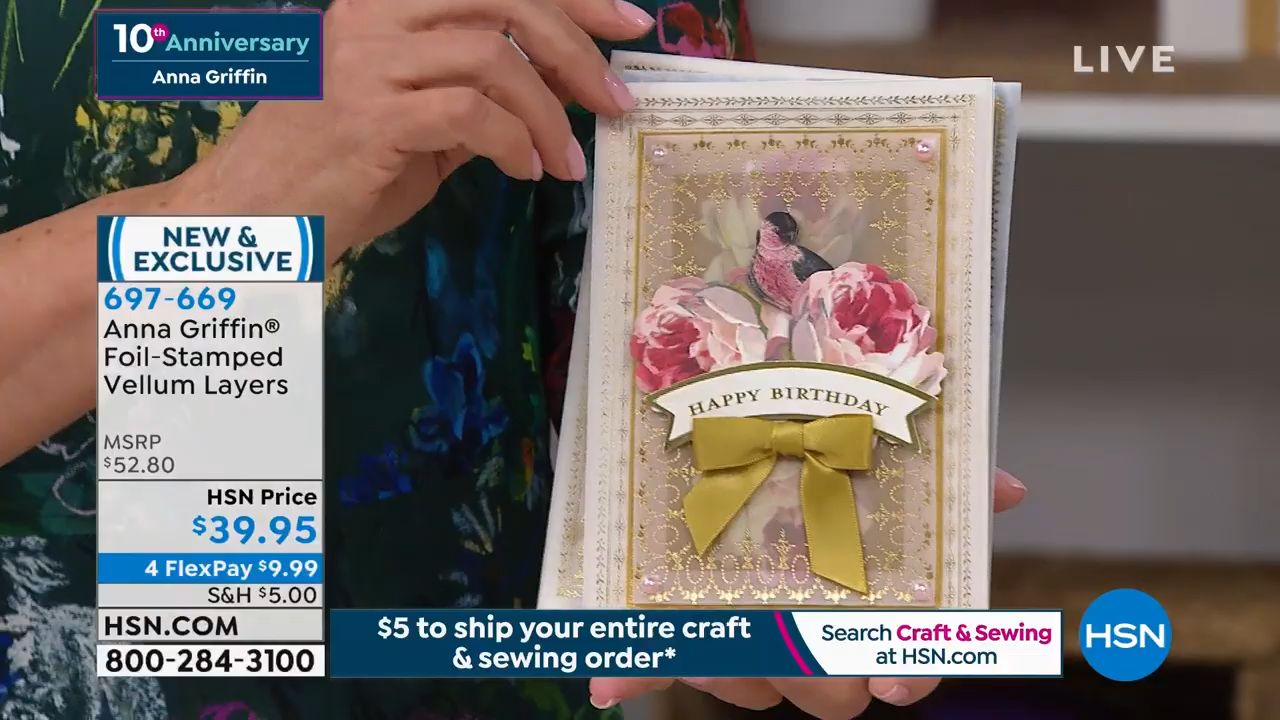 10th Anniversary
Anna Griffin
LIVE
NEW &
EXCLUSIVE
697-669
Anna Griffin®
Foil-Stamped
Vellum Layers
MSRP
$52.80
HSN Price
$39.95
4 FlexPay $9.99
S&H $5.00
HSN.COM
800-284-3100
HAPPY BIRTHDAY
$5 to ship your entire craft
& sewing order*
Search Craft & Sewing
at HSN.com
HSN